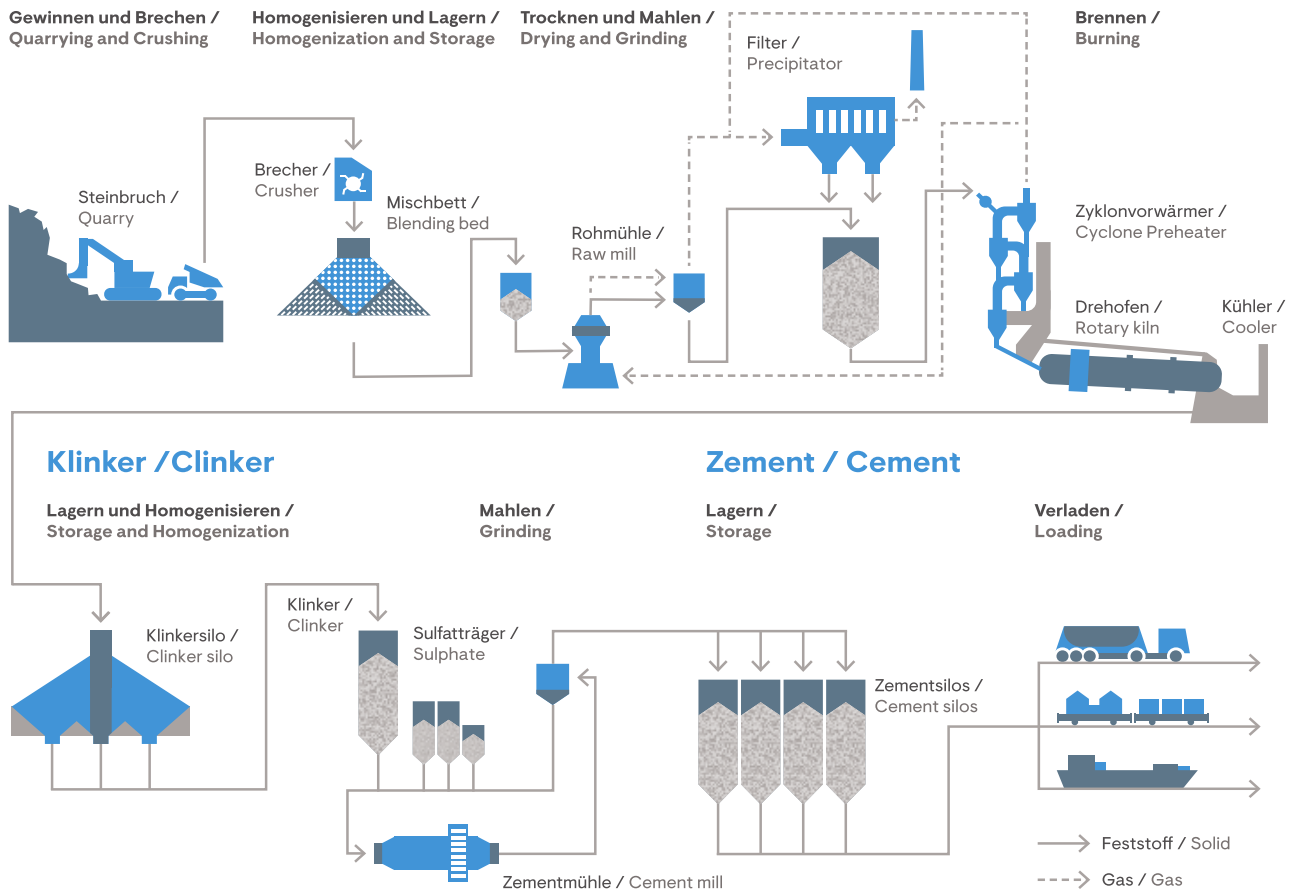 Gewinnen und Brechen /
Quarrying and Crushing
Homogenisieren und Lagern /
Homogenization and Storage
Trocknen und Mahlen /
Drying and Grinding
Brennen /
Burning
Filter /
Precipitator
Steinbruch /
Quarry
Brecher /
Crusher
Mischbett /
Blending bed
Rohmühle /
Raw mill
Zyklonvorwärmer /
Cyclone Preheater
Drehofen /
Rotary kiln
Kühler /
Cooler
Klinker /Clinker
Zement / Cement
Lagern und Homogenisieren /
Storage and Homogenization
Mahlen /
Grinding
Lagern /
Storage
Verladen /
Loading
Klinkersilo /
Clinker silo
Klinker /
Clinker
Sulfatträger /
Sulphate
Zementsilos /
Cement silos
Zementmühle / Cement mill
Feststoff / Solid
Gas / Gas